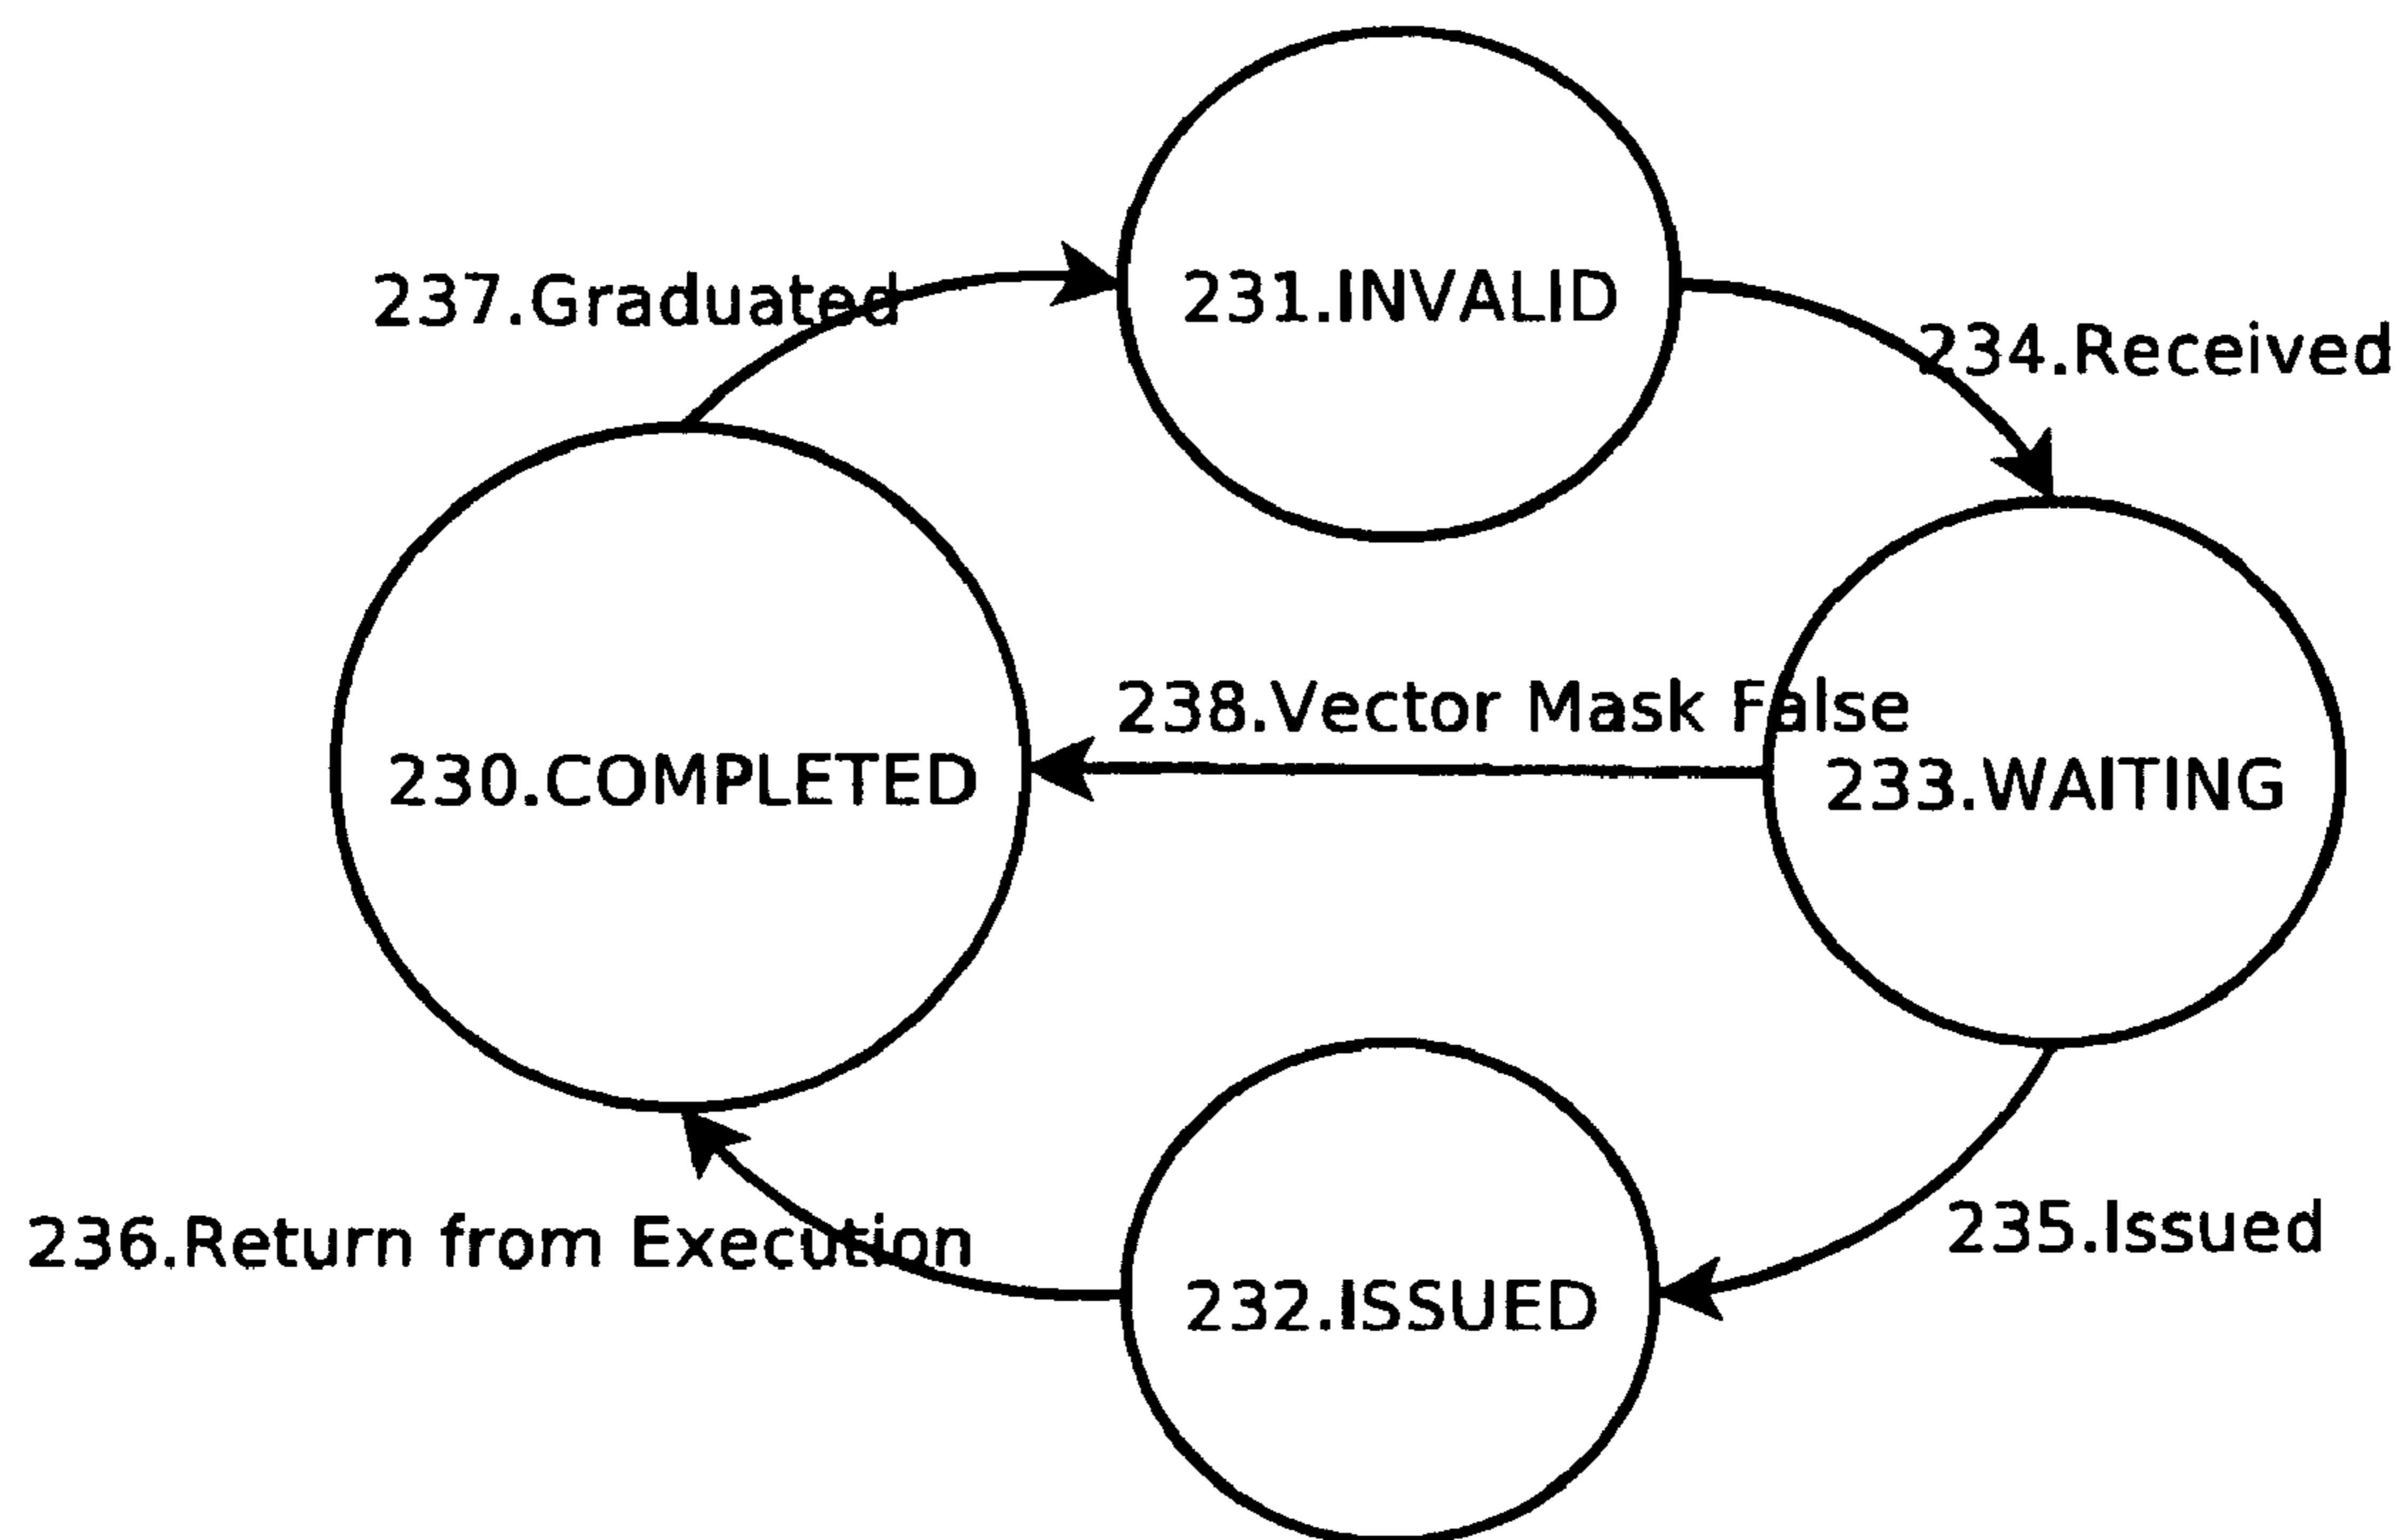 237.Graduated
231.INVALID
234.Received
238.Vector Mask False
230.COMPLETED
233.WAITING
236.Return from Execution
235.Issued
232.ISSUED